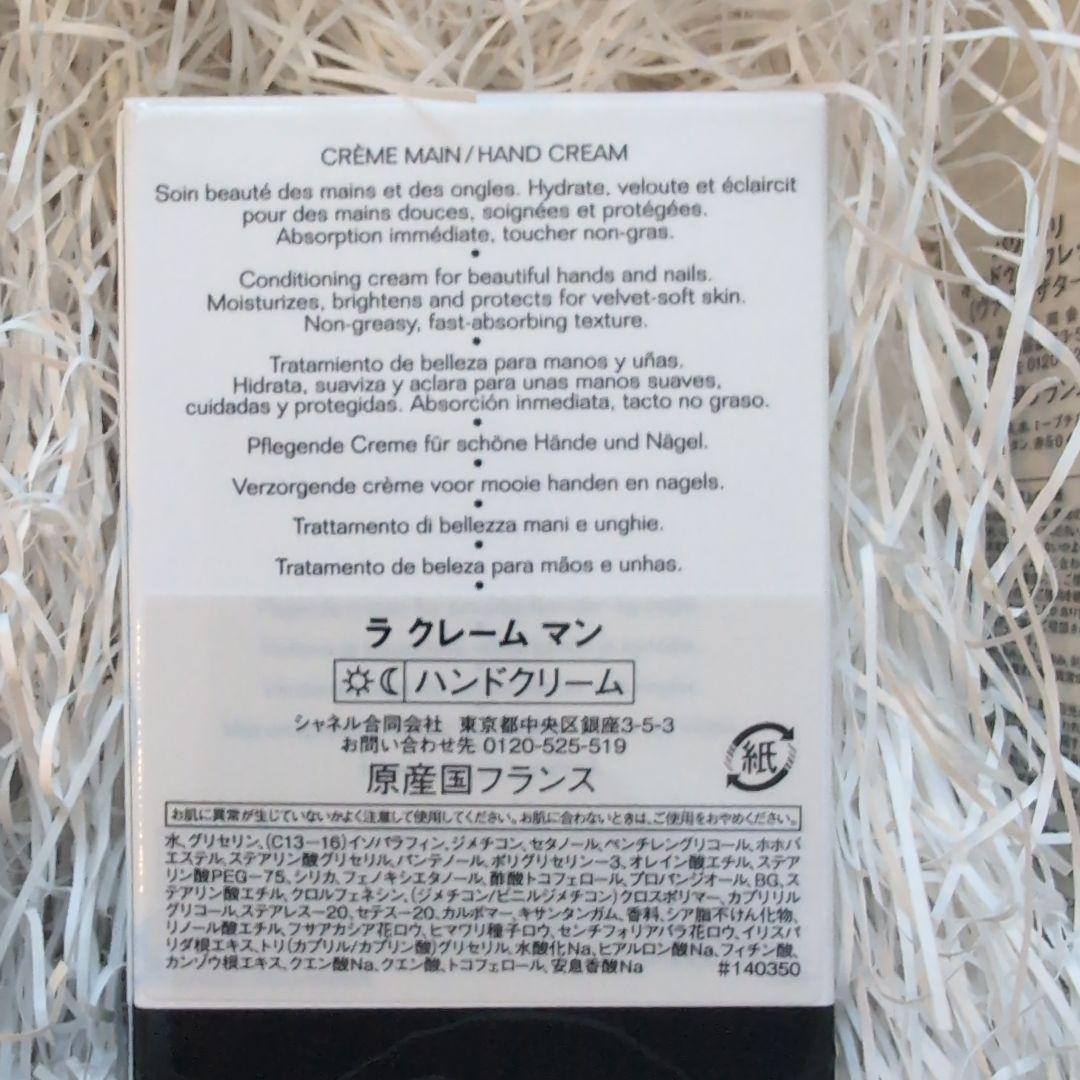 CRÈME MAIN / HAND CREAM
Soin beauté des mains et des ongles. Hydrate, veloute et éclaircit
pour des mains douces, soignées et protégées.
Absorption immédiate, toucher non-gras.
•
Conditioning cream for beautiful hands and nails.
Moisturizes, brightens and protects for velvet-soft skin.
Non-greasy, fast-absorbing texture.
•
Tratamiento de belleza para manos y uñas.
Hidrata, suaviza y aclara para unas manos suaves,
cuidadas y protegidas. Absorción inmediata, tacto no graso.
•
Pflegende Creme für schöne Hände und Nägel.
•
Verzorgende crème voor mooie handen en nagels.
•
Trattamento di bellezza mani e unghie.
•
Tratamento de beleza para mãos e unhas.
•
ラ クレーム マン
ハンドクリーム
シャネル合同会社 東京都中央区銀座3-5-3
お問い合わせ先 0120-525-519
紙
原産国フランス
お肌に異常が生じていないかよく注意して使用してください。お肌に合わないときは、ご使用をおやめください。
水、グリセリン、(C13－16)イソパラフィン、ジメチコン、セタノール、ペンチレングリコール、ホホバ
エステル、ステアリン酸グリセリル、パンテノール、ポリグリセリン－3、オレイン酸エチル、ステア
リン酸PEG－75、シリカ、フェノキシエタノール、酢酸トコフェロール、プロパンジオール、BG、ス
テアリン酸エチル、クロルフェネシン、(ジメチコン/ビニルジメチコン)クロスポリマー、カプリリル
グリコール、ステアレス－20、セテス－20、カルボマー、キサンタンガム、香料、シア脂不けん化物、
リノール酸エチル、フサアカシア花ロウ、ヒマワリ種子ロウ、センチフォリアバラ花ロウ、イリスパ
リダ根エキス、トリ(カプリル/カプリン酸)グリセリル、水酸化Na、ヒアルロン酸Na、フィチン酸、
カンゾウ根エキス、クエン酸Na、クエン酸、トコフェロール、安息香酸Na #140350